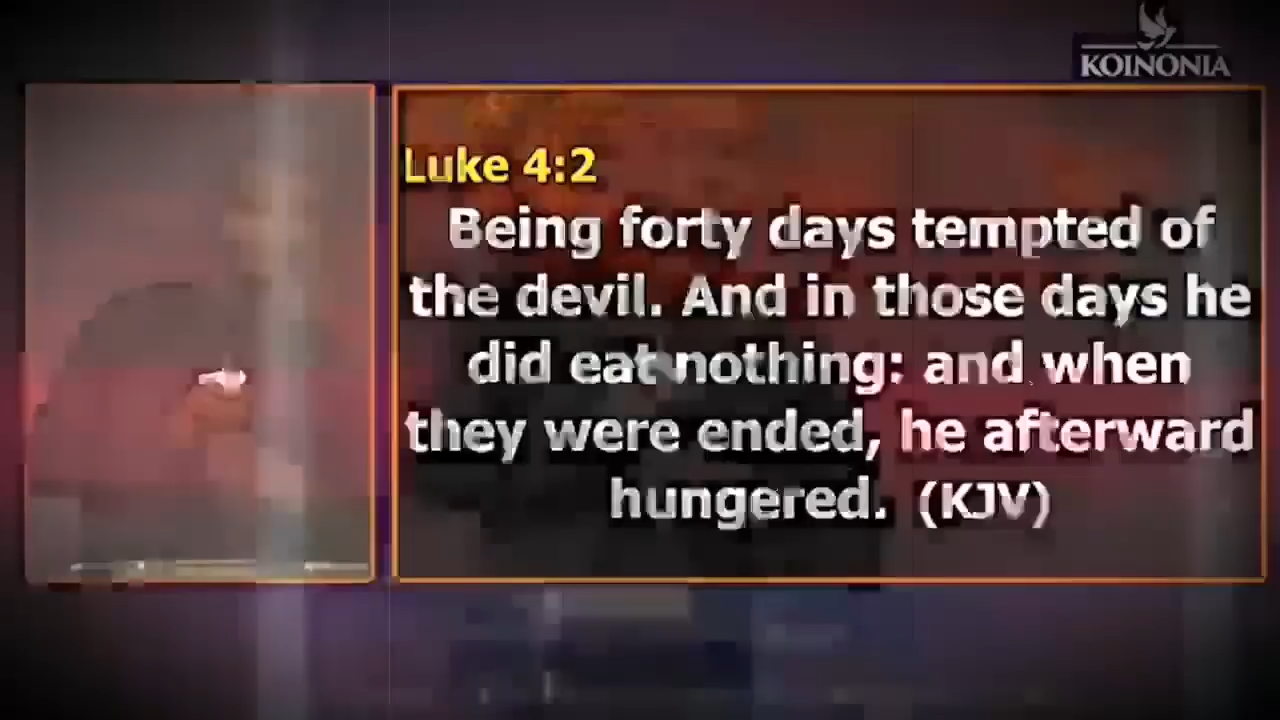 KOINONIA
Luke 4:2
Being forty days tempted of
the devil. And in those days he
did eat nothing: and when
they were ended, he afterward
hungered. (KJV)